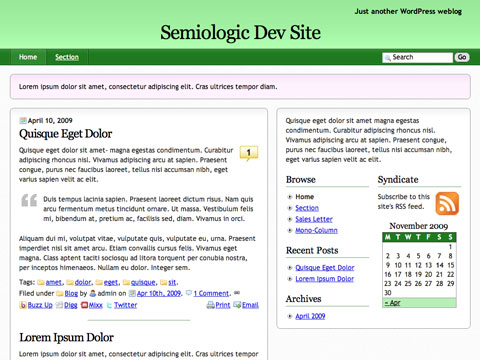 Just another WordPress weblog
Semiologic Dev Site
Home Section
Search Go
Lorem ipsum dolor sit amet, consectetur adipiscing elit. Cras ultrices tempor diam.
April 10, 2009
Quisque Eget Dolor
1
Quisque eget dolor sit amet- magna egestas condimentum. Curabitur
adipiscing rhoncus nisl. Vivamus adipiscing arcu at sapien. Praesent
congue, purus nec faucibus laoreet, tellus nisi accumsan nibh, eget
varius sapien velit ac elit.
Duis tempus lacinia sapien. Praesent laoreet dictum risus. Nam quis
arcu fermentum metus tincidunt ornare. Ut massa. Vestibulum felis
mi, bibendum at, pretium ac, facilisis sed, diam. Vivamus in orci.
Aliquam dui mi, volutpat vitae, vulputate quis, vulputate eu, urna. Praesent
imperdiet nisl sit amet arcu. Etiam convallis cursus felis. Vivamus eget
magna. Class aptent taciti sociosqu ad litora torquent per conubia nostra,
per inceptos himenaeos. Nullam eu dolor. Integer sem.
Tags: amet, dolor, eget, quisque, sit.
Filed under Blog by admin on Apr 10th, 2009. 1 Comment.
Buzz Up Digg Mixx Twitter Print Email
Lorem Ipsum Dolor
Lorem ipsum dolor sit amet, consectetur adipiscing elit. Cras ultrices
Quisque eget dolor sit amet magna egestas
condimentum. Curabitur adipiscing rhoncus nisl.
Vivamus adipiscing arcu at sapien. Praesent
congue, purus nec faucibus laoreet, tellus nisi
accumsan nibh, eget varius sapien velit ac elit.
Browse
Home
Section
Sales Letter
Mono-Column
Recent Posts
Quisque Eget Dolor
Lorem Ipsum Dolor
Archives
April 2009
Syndicate
Subscribe to this
site's RSS feed.
November 2009
M T W T F S S
1
2 3 4 5 6 7 8
9 10 11 12 13 14 15
16 17 18 19 20 21 22
23 24 25 26 27 28 29
30
« Apr